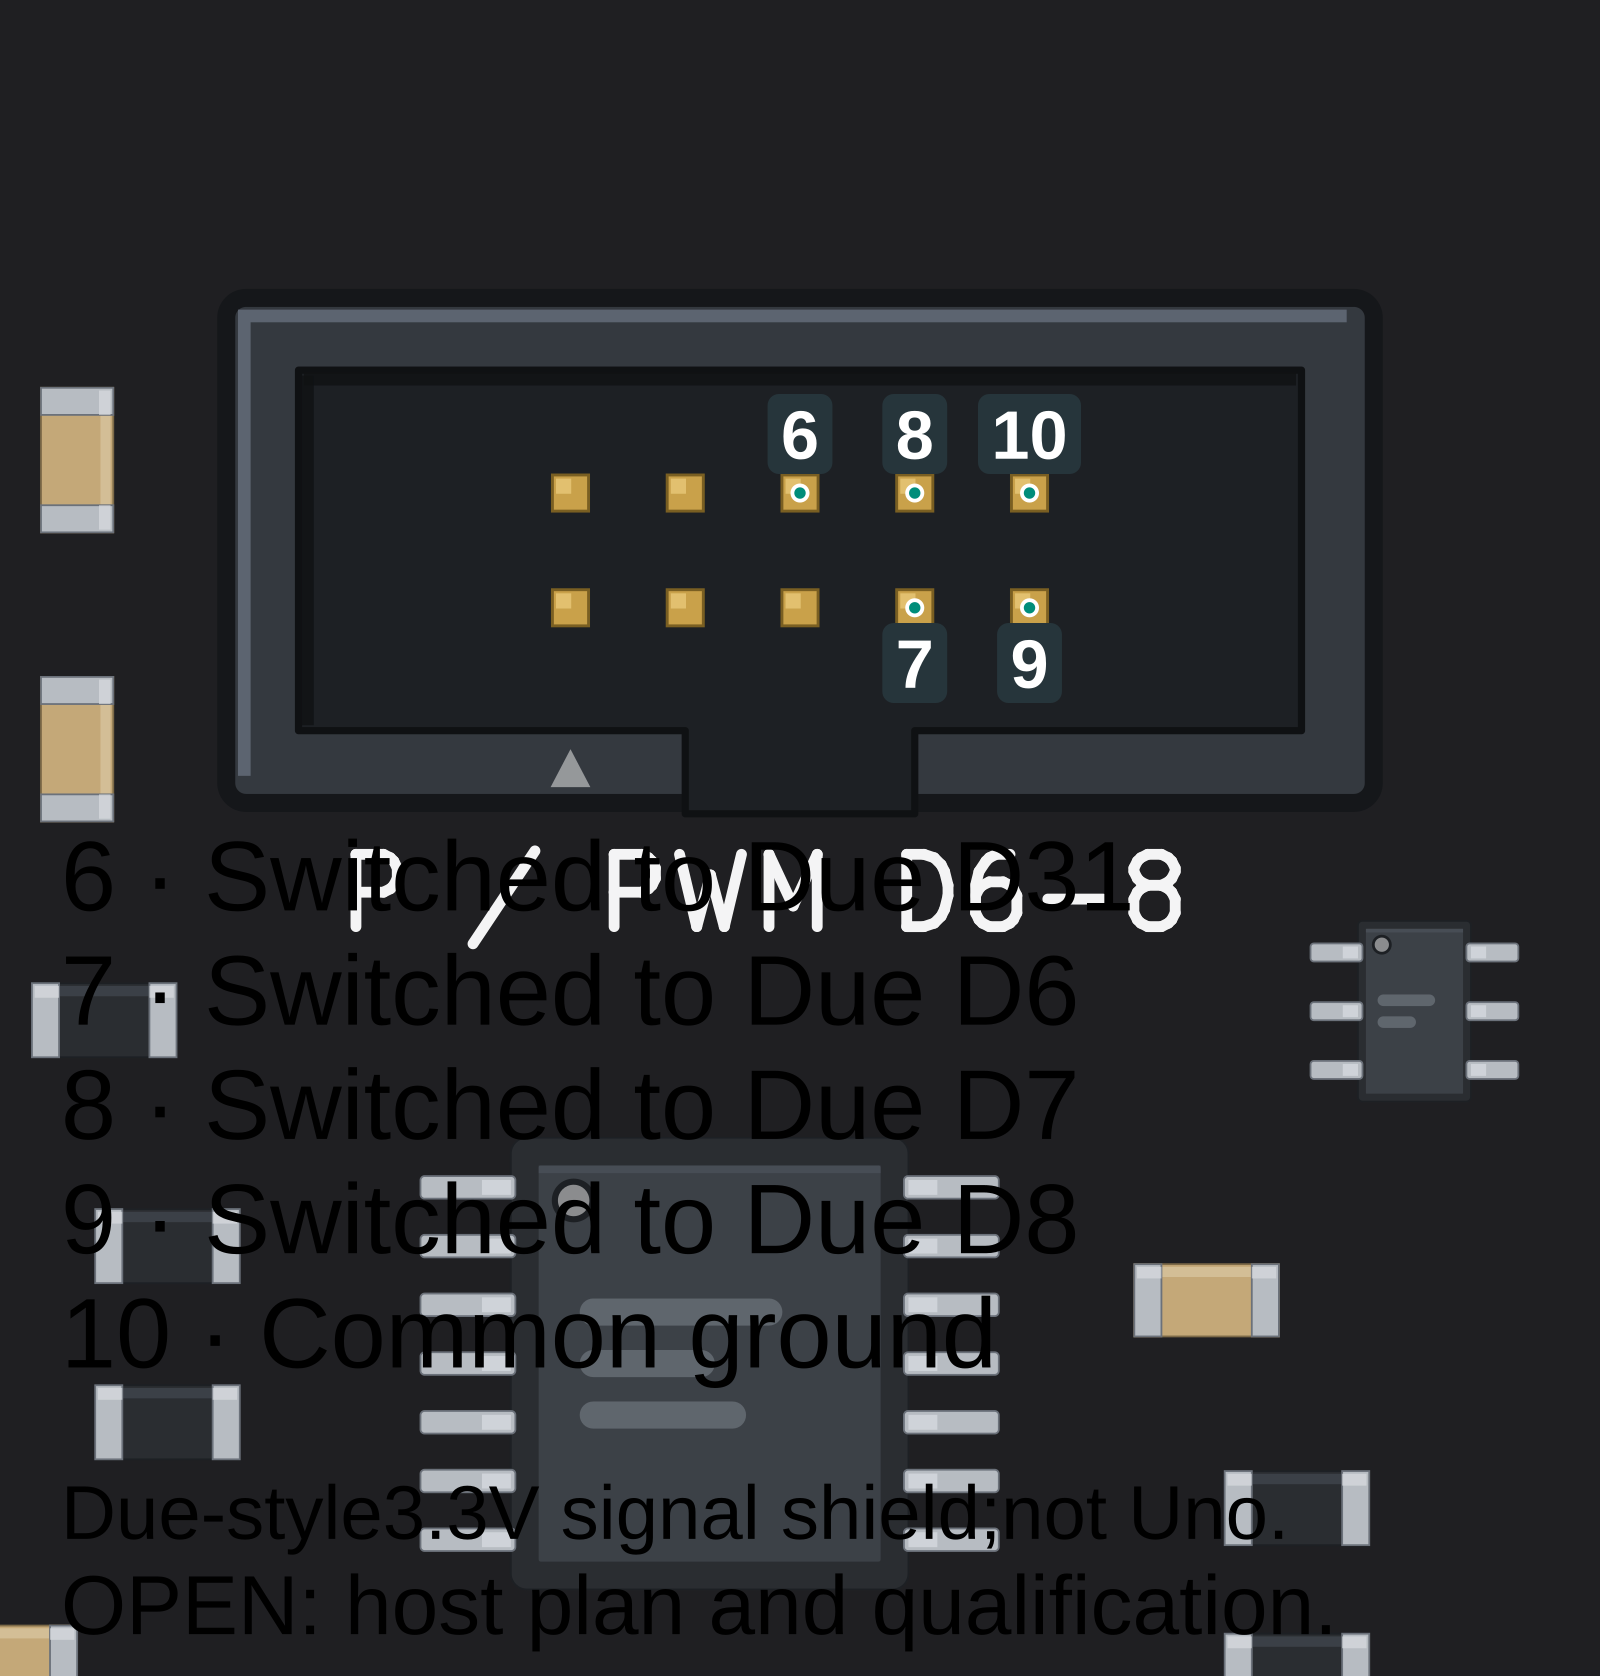 6 8 10
7 9
P / PWM D6-8
6 · Switched to Due D31
7 · Switched to Due D6
8 · Switched to Due D7
9 · Switched to Due D8
10 · Common ground
Due-style3.3V signal shield;not Uno.
OPEN: host plan and qualification.